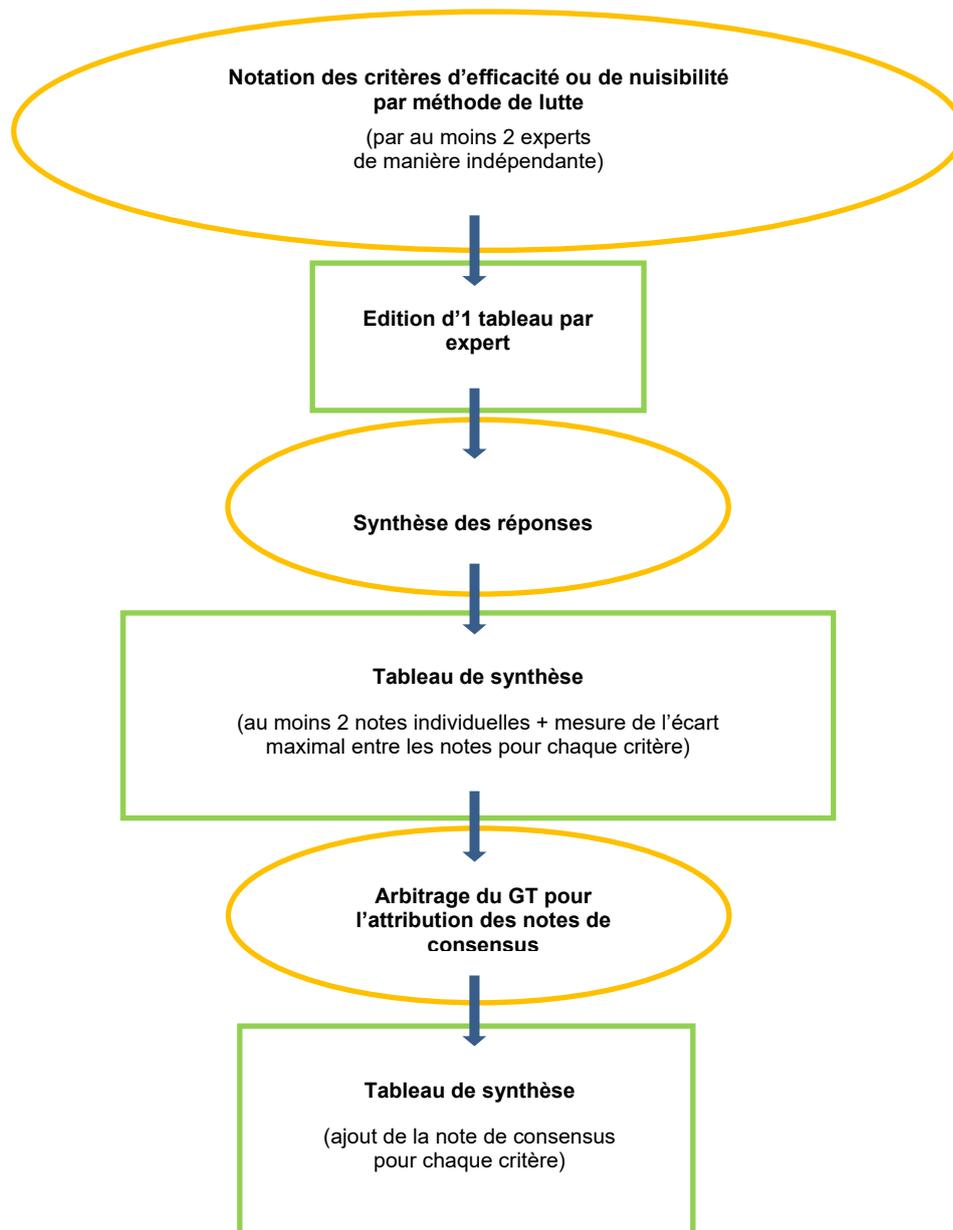 Notation des critères d’efficacité ou de nuisibilité
par méthode de lutte
(par au moins 2 experts
de manière indépendante)
Edition d’1 tableau par
expert
Synthèse des réponses
Tableau de synthèse
(au moins 2 notes individuelles + mesure de l’écart
maximal entre les notes pour chaque critère)
Arbitrage du GT pour
l’attribution des notes de
consensus
Tableau de synthèse
(ajout de la note de consensus
pour chaque critère)